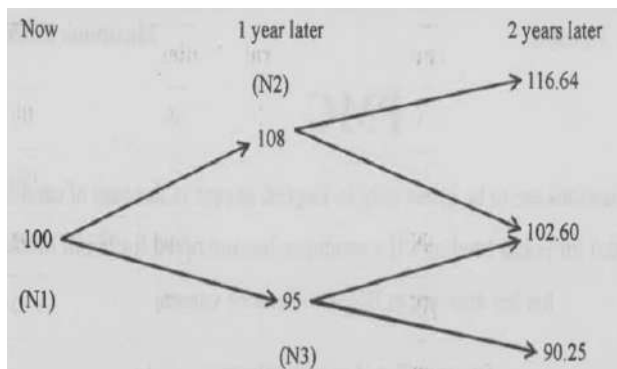 Now 1 year later 2 years later
(N2) 116.64
108
100 102.60
(N1) 95
(N3) 90.25